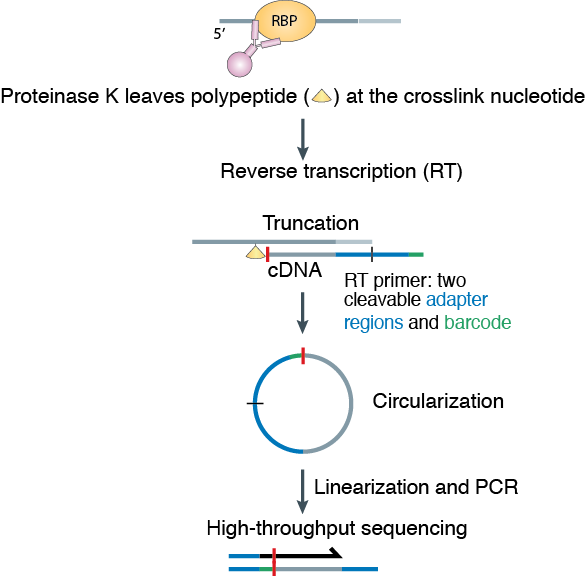 RBP
5′
Proteinase K leaves polypeptide ( ) at the crosslink nucleotide
Reverse transcription (RT)
Truncation
cDNA
RT primer: two
cleavable adapter
regions and barcode
Circularization
Linearization and PCR
High-throughput sequencing